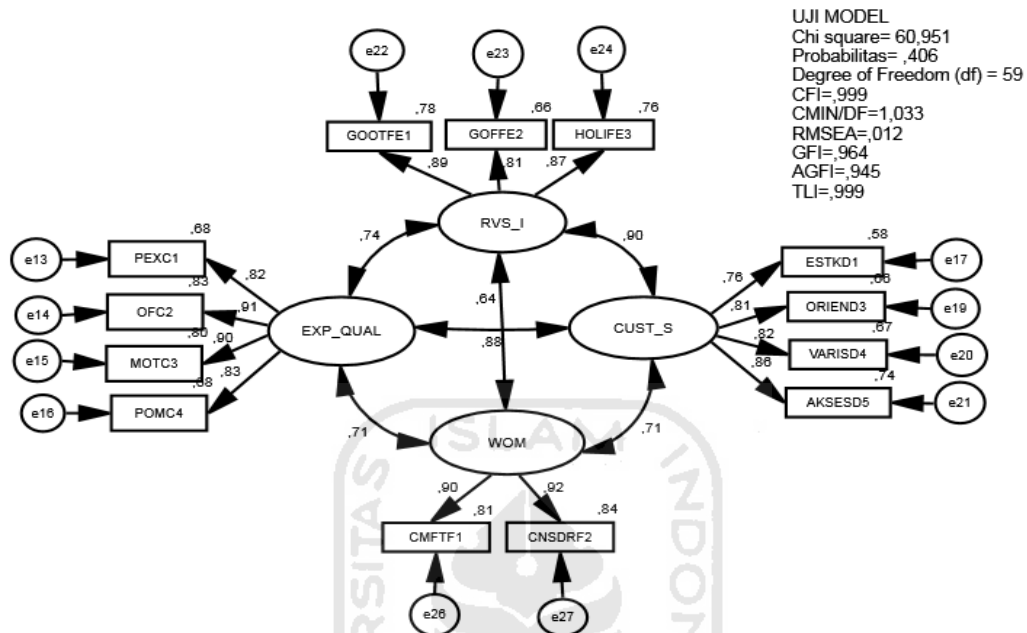 UJI MODEL
Chi square= 60,951
Probabilitas= ,406
Degree of Freedom (df) = 59
CFI=,999
CMIN/DF=1,033
RMSEA=,012
GFI=,964
AGFI=,945
TLI=,999
e22
e23
e24
,78
,66
,76
GOOTFE1
GOFFE2
HOLIFE3
,89
,81
,87
RVS_I
,74
,90
,68
,58
e13
PEXC1
ESTKD1
e17
,82
,76
,83
,66
e14
OFC2
,91
,64
,81
ORIEND3
e19
EXP_QUAL
CUST_S
,80
,90
,88
,82
,67
e15
MOTC3
VARISD4
e20
,68
,83
,86
,74
e16
POMC4
AKSESD5
e21
,71
,71
WOM
,90
,92
,81
,84
CMFTF1
CNSDRF2
e26
e27
ISLAM
RSITAS
INDON